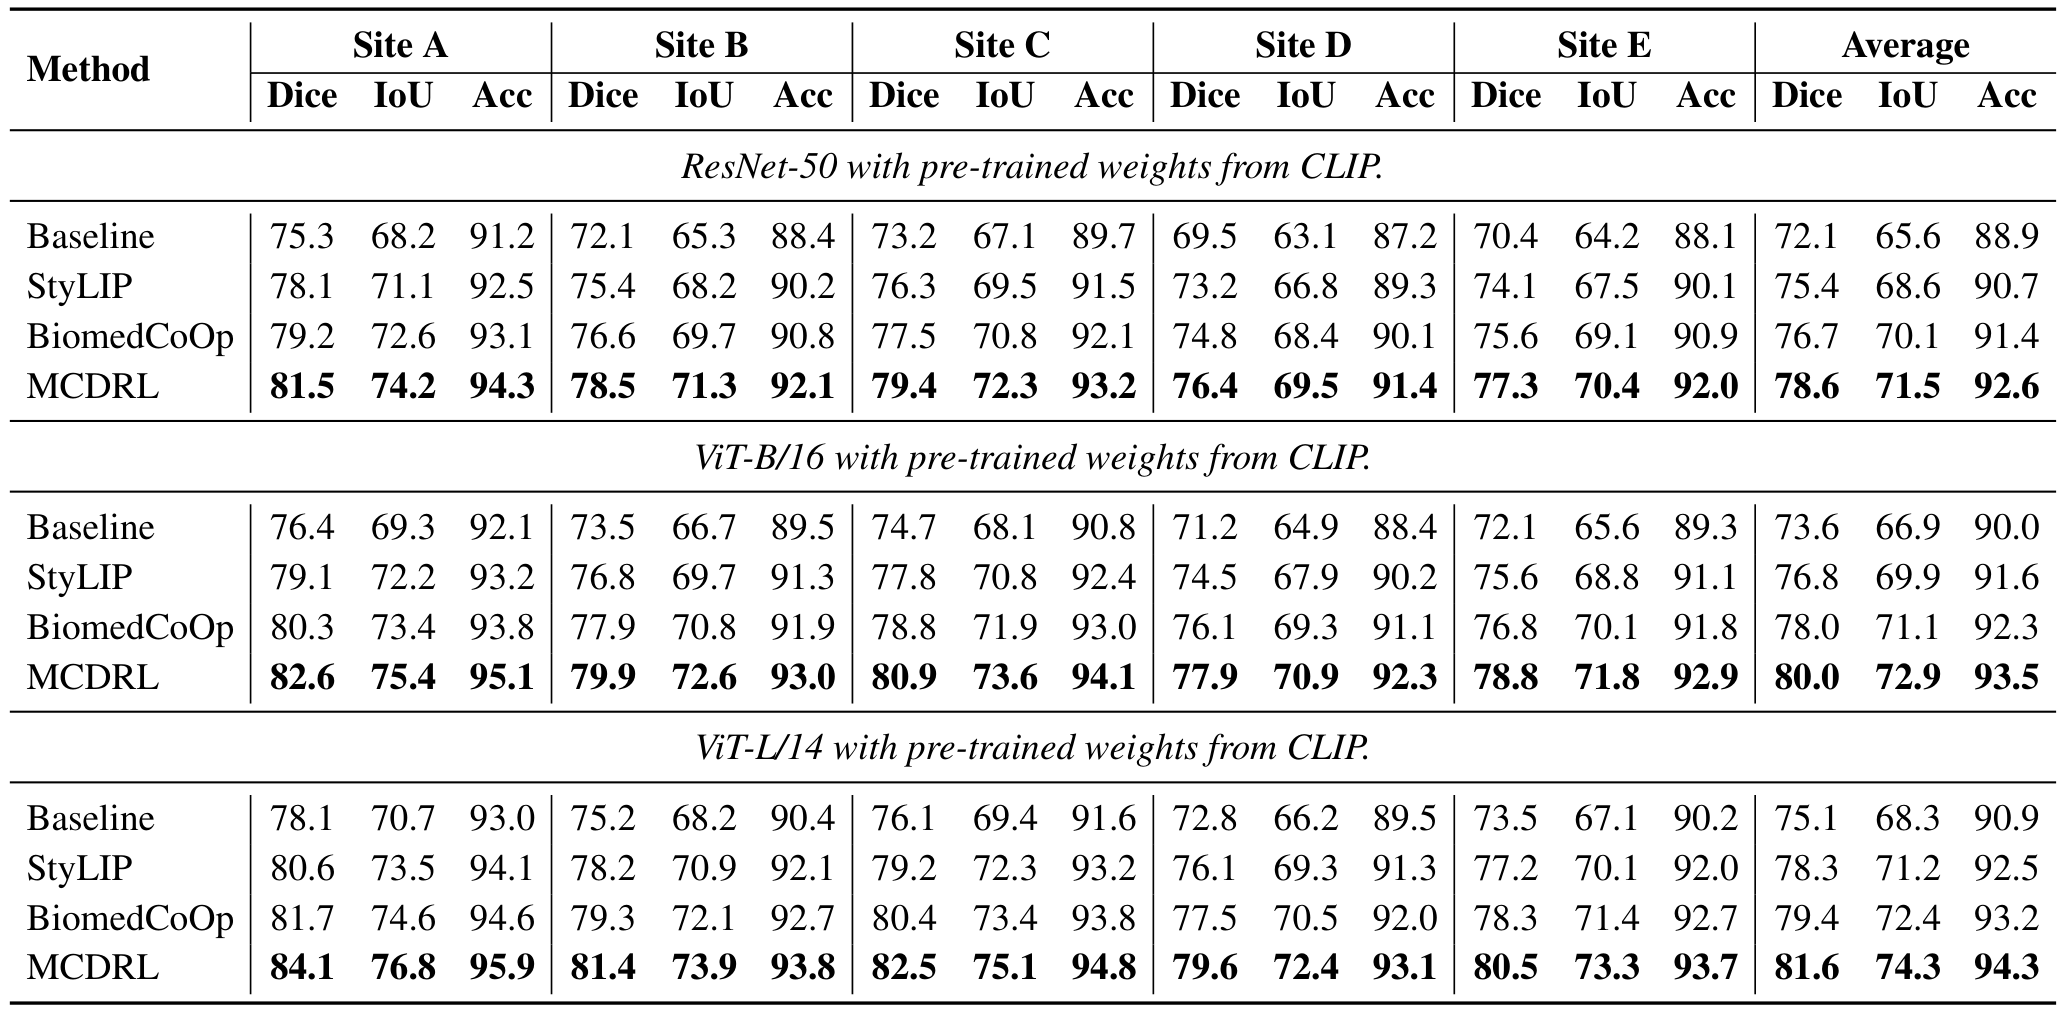 Method Site A Site B Site C Site D Site E Average
Dice IoU Acc Dice IoU Acc Dice IoU Acc Dice IoU Acc Dice IoU Acc Dice IoU Acc
ResNet-50 with pre-trained weights from CLIP.
Baseline 75.3 68.2 91.2 72.1 65.3 88.4 73.2 67.1 89.7 69.5 63.1 87.2 70.4 64.2 88.1 72.1 65.6 88.9
StyLIP 78.1 71.1 92.5 75.4 68.2 90.2 76.3 69.5 91.5 73.2 66.8 89.3 74.1 67.5 90.1 75.4 68.6 90.7
BiomedCoOp 79.2 72.6 93.1 76.6 69.7 90.8 77.5 70.8 92.1 74.8 68.4 90.1 75.6 69.1 90.9 76.7 70.1 91.4
MCDRL 81.5 74.2 94.3 78.5 71.3 92.1 79.4 72.3 93.2 76.4 69.5 91.4 77.3 70.4 92.0 78.6 71.5 92.6
ViT-B/16 with pre-trained weights from CLIP.
Baseline 76.4 69.3 92.1 73.5 66.7 89.5 74.7 68.1 90.8 71.2 64.9 88.4 72.1 65.6 89.3 73.6 66.9 90.0
StyLIP 79.1 72.2 93.2 76.8 69.7 91.3 77.8 70.8 92.4 74.5 67.9 90.2 75.6 68.8 91.1 76.8 69.9 91.6
BiomedCoOp 80.3 73.4 93.8 77.9 70.8 91.9 78.8 71.9 93.0 76.1 69.3 91.1 76.8 70.1 91.8 78.0 71.1 92.3
MCDRL 82.6 75.4 95.1 79.9 72.6 93.0 80.9 73.6 94.1 77.9 70.9 92.3 78.8 71.8 92.9 80.0 72.9 93.5
ViT-L/14 with pre-trained weights from CLIP.
Baseline 78.1 70.7 93.0 75.2 68.2 90.4 76.1 69.4 91.6 72.8 66.2 89.5 73.5 67.1 90.2 75.1 68.3 90.9
StyLIP 80.6 73.5 94.1 78.2 70.9 92.1 79.2 72.3 93.2 76.1 69.3 91.3 77.2 70.1 92.0 78.3 71.2 92.5
BiomedCoOp 81.7 74.6 94.6 79.3 72.1 92.7 80.4 73.4 93.8 77.5 70.5 92.0 78.3 71.4 92.7 79.4 72.4 93.2
MCDRL 84.1 76.8 95.9 81.4 73.9 93.8 82.5 75.1 94.8 79.6 72.4 93.1 80.5 73.3 93.7 81.6 74.3 94.3